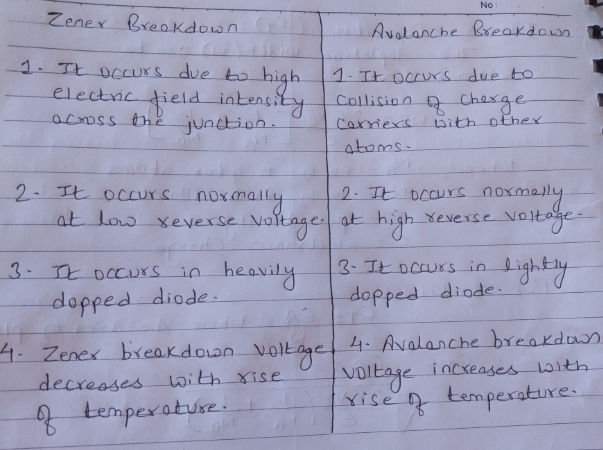 No:
Zener Breakdown
1. It occurs due to high
electric field intensity
across the junction.
2. It occurs normally
at low reverse voltage.
3. It occurs in heavily
dopped diode.
4. Zener breakdown voltage
decreases with rise
of temperature.
Avalanche Breakdown
1. It occurs due to
Collision of Charge
Carriers with other
atoms.
2. It occurs normally
at high reverse voltage.
3. It occurs in lightly
dopped diode.
4. Avalanche breakdown
voltage increases with
rise of temperature.